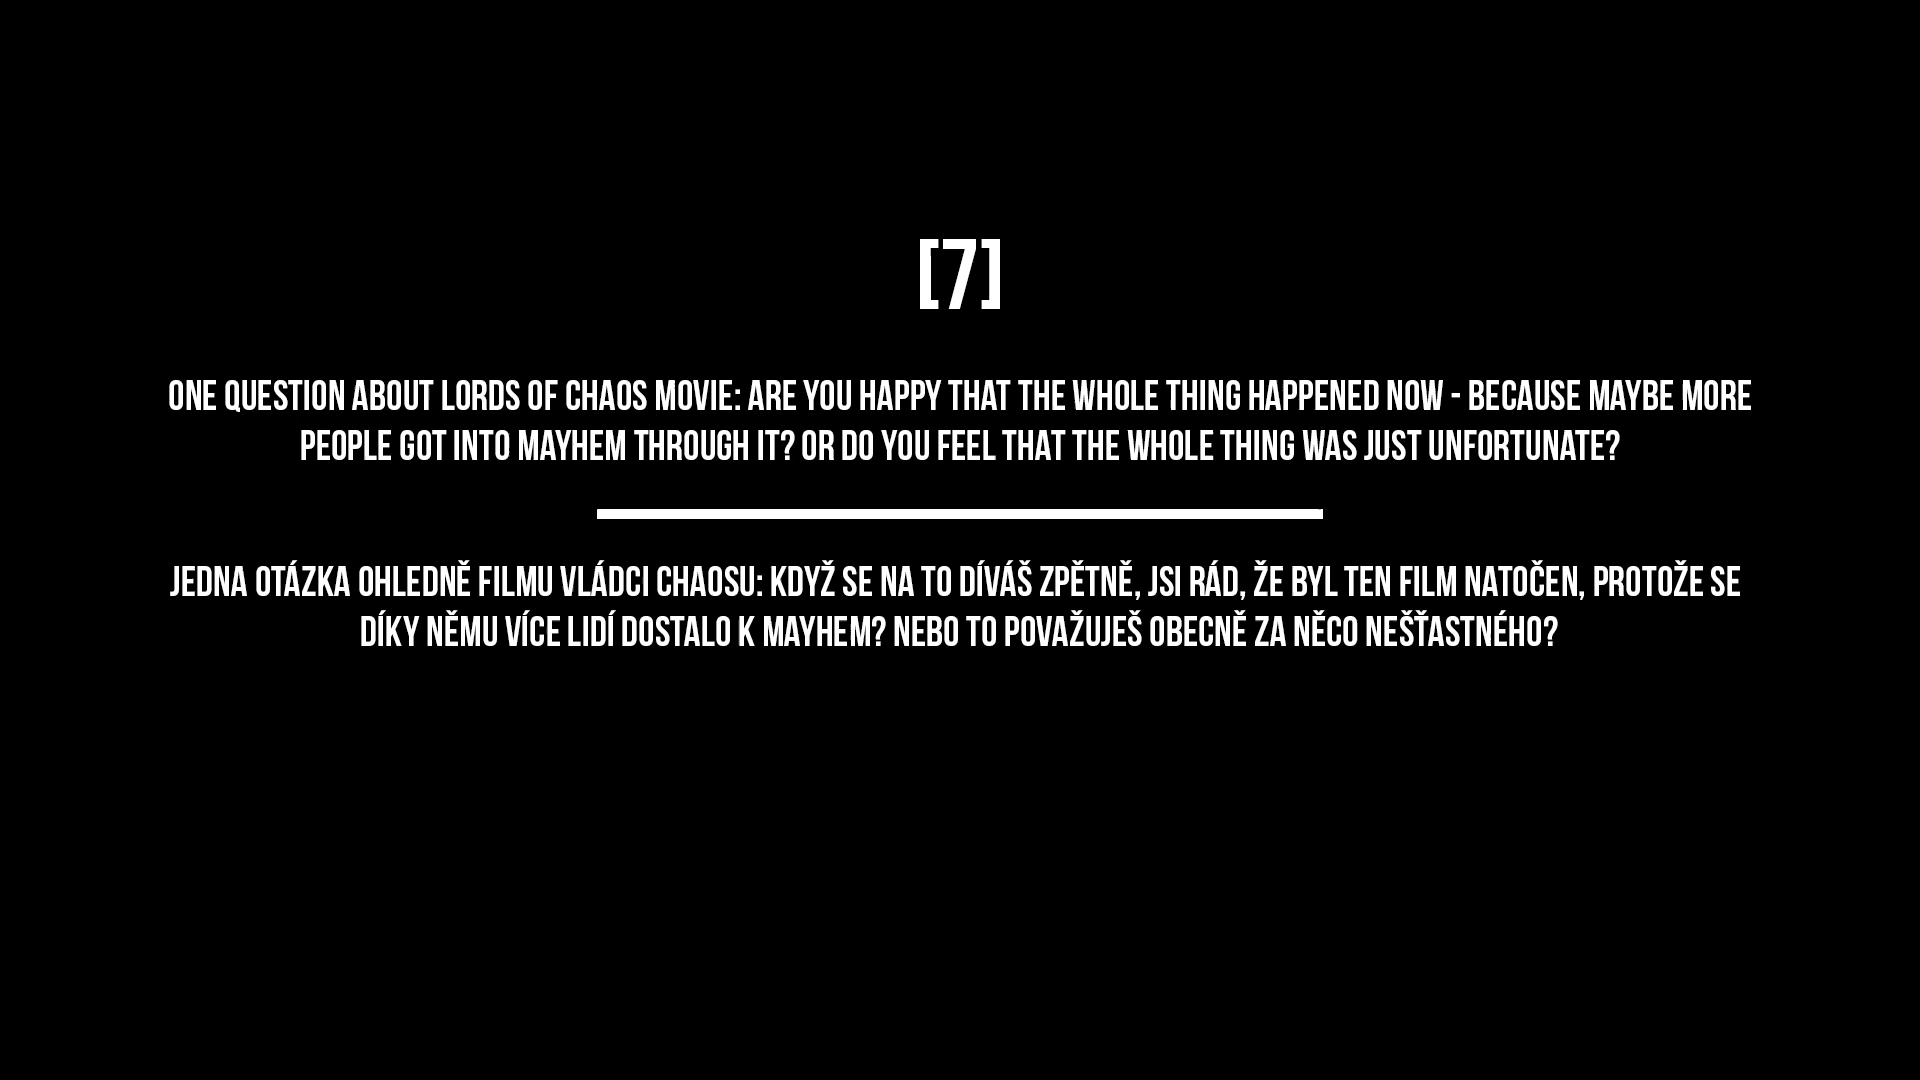 [7]
ONE QUESTION ABOUT LORDS OF CHAOS MOVIE: ARE YOU HAPPY THAT THE WHOLE THING HAPPENED NOW - BECAUSE MAYBE MORE
PEOPLE GOT INTO MAYHEM THROUGH IT? OR DO YOU FEEL THAT THE WHOLE THING WAS JUST UNFORTUNATE?
JEDNA OTÁZKA OHLEDNĚ FILMU VLÁDCI CHAOSU: KDYŽ SE NA TO DÍVÁŠ ZPĚTNĚ, JSI RÁD, ŽE BYL TEN FILM NATOČEN, PROTOŽE SE
DÍKY NĚMU VÍCE LIDÍ DOSTALO K MAYHEM? NEBO TO POVAŽUJEŠ OBECNĚ ZA NĚCO NEŠŤASTNÉHO?